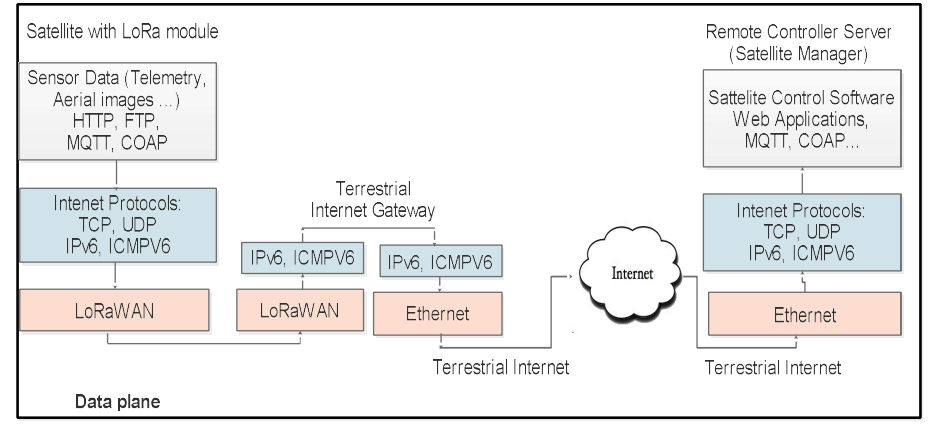 Satellite with LoRa module
Sensor Data (Telemetry,
Aerial images ...)
HTTP, FTP,
MQTT, COAP
Intenet Protocols:
TCP, UDP
IPv6, ICMPV6
LoRaWAN
Terrestrial
Internet Gateway
IPv6, ICMPV6
LoRaWAN
IPv6, ICMPV6
Ethernet
Terrestrial Internet
Internet
Remote Controller Server
(Satellite Manager)
Sattelite Control Software
Web Applications,
MQTT, COAP...
Intenet Protocols:
TCP, UDP
IPv6, ICMPV6
Ethernet
Terrestrial Internet
Data plane